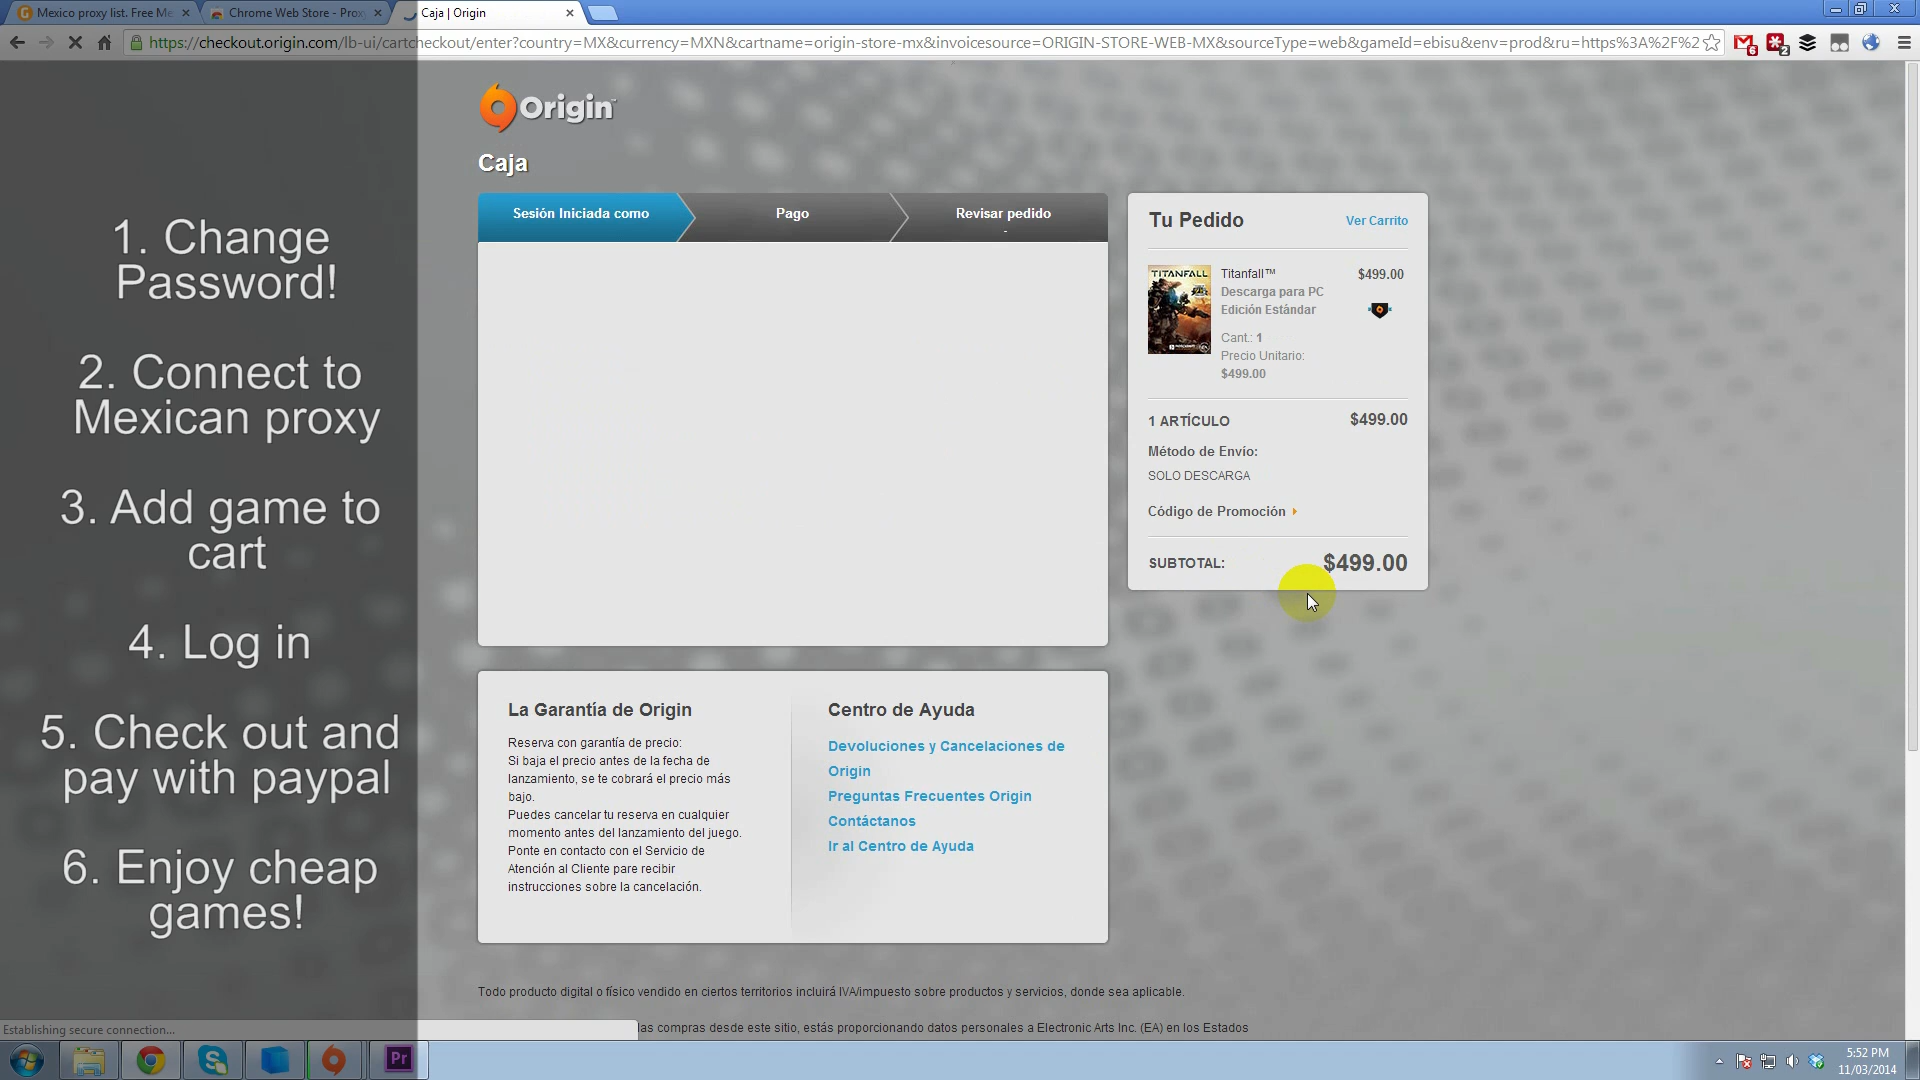 Mexico proxy list. Free Me
Chrome Web Store - Proxy
Caja | Origin
https://checkout.origin.com/lb-ui/cartcheckout/enter?country=MX&currency=MXN&cartname=origin-store-mx&invoicesource=ORIGIN-STORE-WEB-MX&sourceType=web&gameId=ebisu&env=prod&ru=https%3A%2F%2
6
2
Origin
Caja
Sesión Iniciada como
Pago
Revisar pedido
-
Tu Pedido
Ver Carrito
TITANFALL
Titanfall™
$499.00
Descarga para PC
Edición Estándar
Cant.: 1
Precio Unitario:
$499.00
1 ARTÍCULO
$499.00
Método de Envío:
SOLO DESCARGA
Código de Promoción
SUBTOTAL:
$499.00
1. Change
Password!
2. Connect to
Mexican proxy
3. Add game to
cart
4. Log in
5. Check out and
pay with paypal
6. Enjoy cheap
games!
La Garantía de Origin
Reserva con garantía de precio:
Si baja el precio antes de la fecha de
lanzamiento, se te cobrará el precio más
bajo.
Puedes cancelar tu reserva en cualquier
momento antes del lanzamiento del juego.
Ponte en contacto con el Servicio de
Atención al Cliente para recibir
instrucciones sobre la cancelación.
Centro de Ayuda
Devoluciones y Cancelaciones de
Origin
Preguntas Frecuentes Origin
Contáctanos
Ir al Centro de Ayuda
Todo producto digital o físico vendido en ciertos territorios incluirá IVA/impuesto sobre productos y servicios, donde sea aplicable.
las compras desde este sitio, estás proporcionando datos personales a Electronic Arts Inc. (EA) en los Estados
Establishing secure connection...
Pr
5:52 PM
11/03/2014